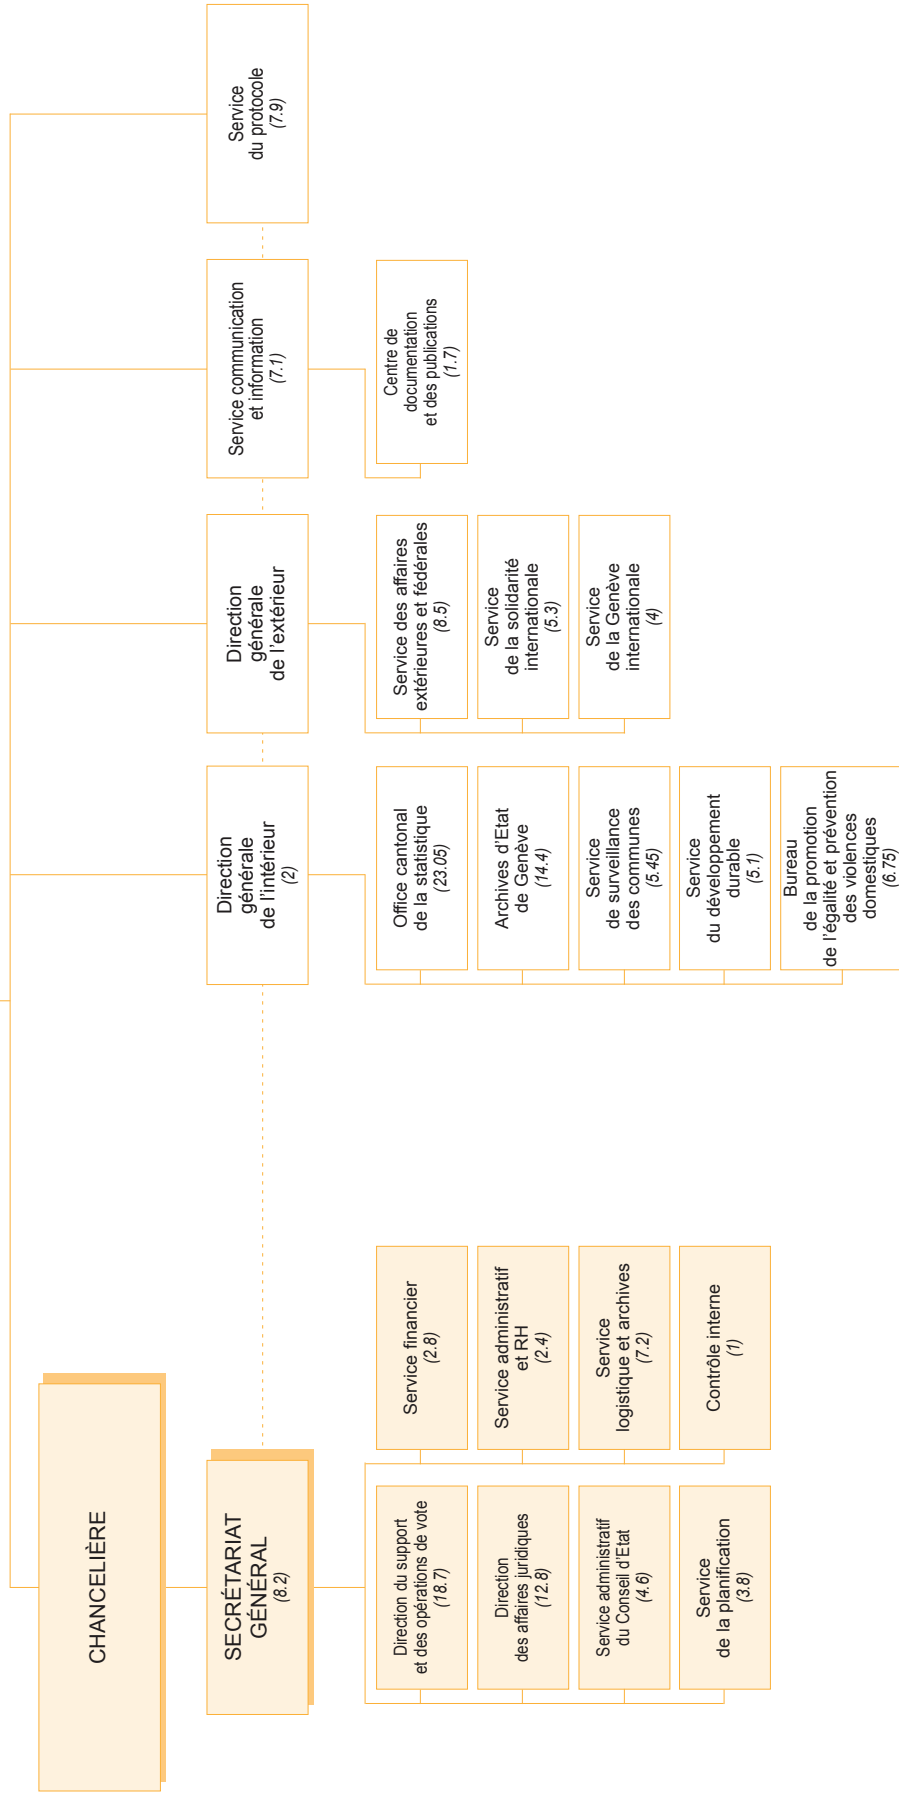 CHANCELIÈRE
SECRÉTARIAT
GÉNÉRAL
(8.2)
Direction du support
et des opérations de vote
(18.7)
Direction
des affaires juridiques
(12.8)
Service administratif
du Conseil d'Etat
(4.6)
Service
de la planification
(3.8)
Service financier
(2.8)
Service administratif
et RH
(2.4)
Service
logistique et archives
(7.2)
Contrôle interne
(1)
Direction
générale
de l'intérieur
(2)
Office cantonal
de la statistique
(23.05)
Archives d'Etat
de Genève
(14.4)
Service
de surveillance
des communes
(5.45)
Service
du développement
durable
(5.1)
Bureau
de la promotion
de l'égalité et prévention
des violences
domestiques
(6.75)
Direction
générale
de l'extérieur
Service des affaires
extérieures et fédérales
(8.5)
Service
de la solidarité
internationale
(5.3)
Service
de la Genève
internationale
(4)
Service communication
et information
(7.1)
Centre de
documentation
et des publications
(1.7)
Service
du protocole
(7.9)